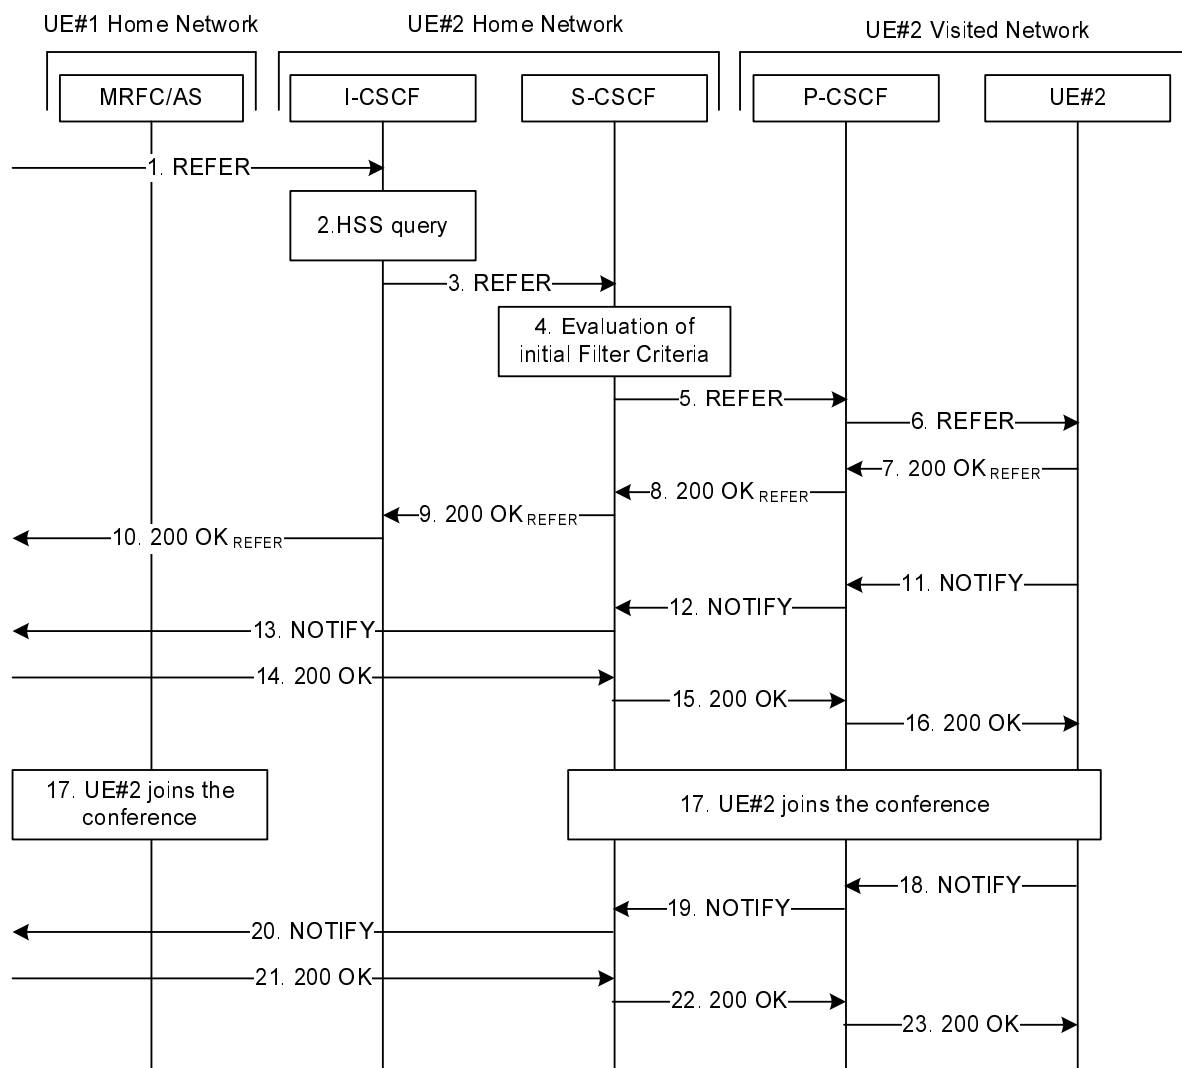 UE#1 Home Network
UE#2 Home Network
UE#2 Visited Network
MRFC/AS
I-CSCF
S-CSCF
P-CSCF
UE#2
1. REFER
2.HSS query
3. REFER
4. Evaluation of
initial Filter Criteria
5. REFER
6. REFER
7. 200 OK REFER
8. 200 OK REFER
9. 200 OK REFER
10. 200 OK REFER
11. NOTIFY
12. NOTIFY
13. NOTIFY
14. 200 OK
15. 200 OK
16. 200 OK
17. UE#2 joins the
conference
17. UE#2 joins the conference
18. NOTIFY
19. NOTIFY
20. NOTIFY
21. 200 OK
22. 200 OK
23. 200 OK